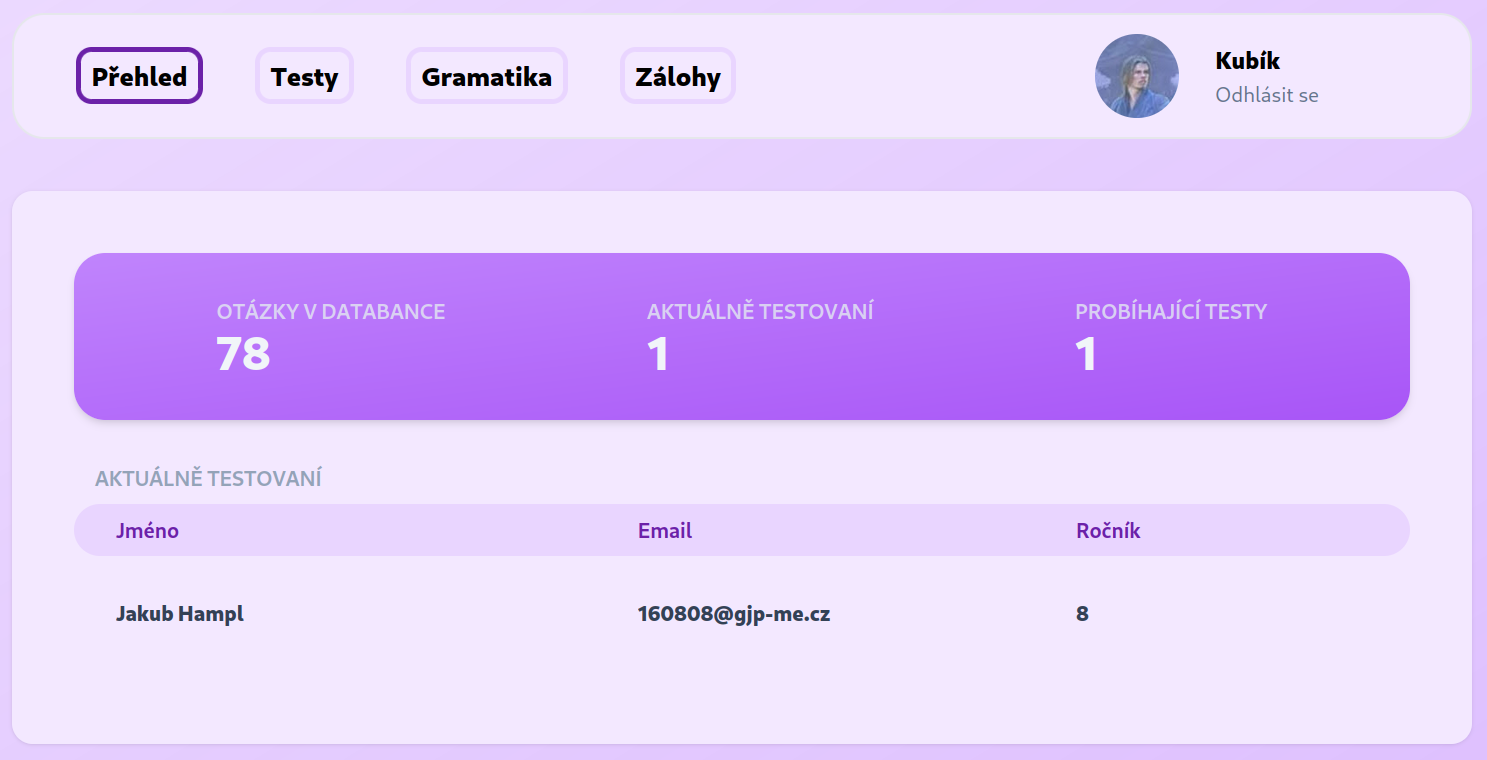 Přehled Testy Gramatika Zálohy Kubík
Odhlásit se
OTÁZKY V DATABANCE AKTUÁLNĚ TESTOVANÍ PROBÍHAJÍCÍ TESTY
78 1 1
AKTUÁLNĚ TESTOVANÍ
Jméno Email Ročník
Jakub Hampl 160808@gjp-me.cz 8